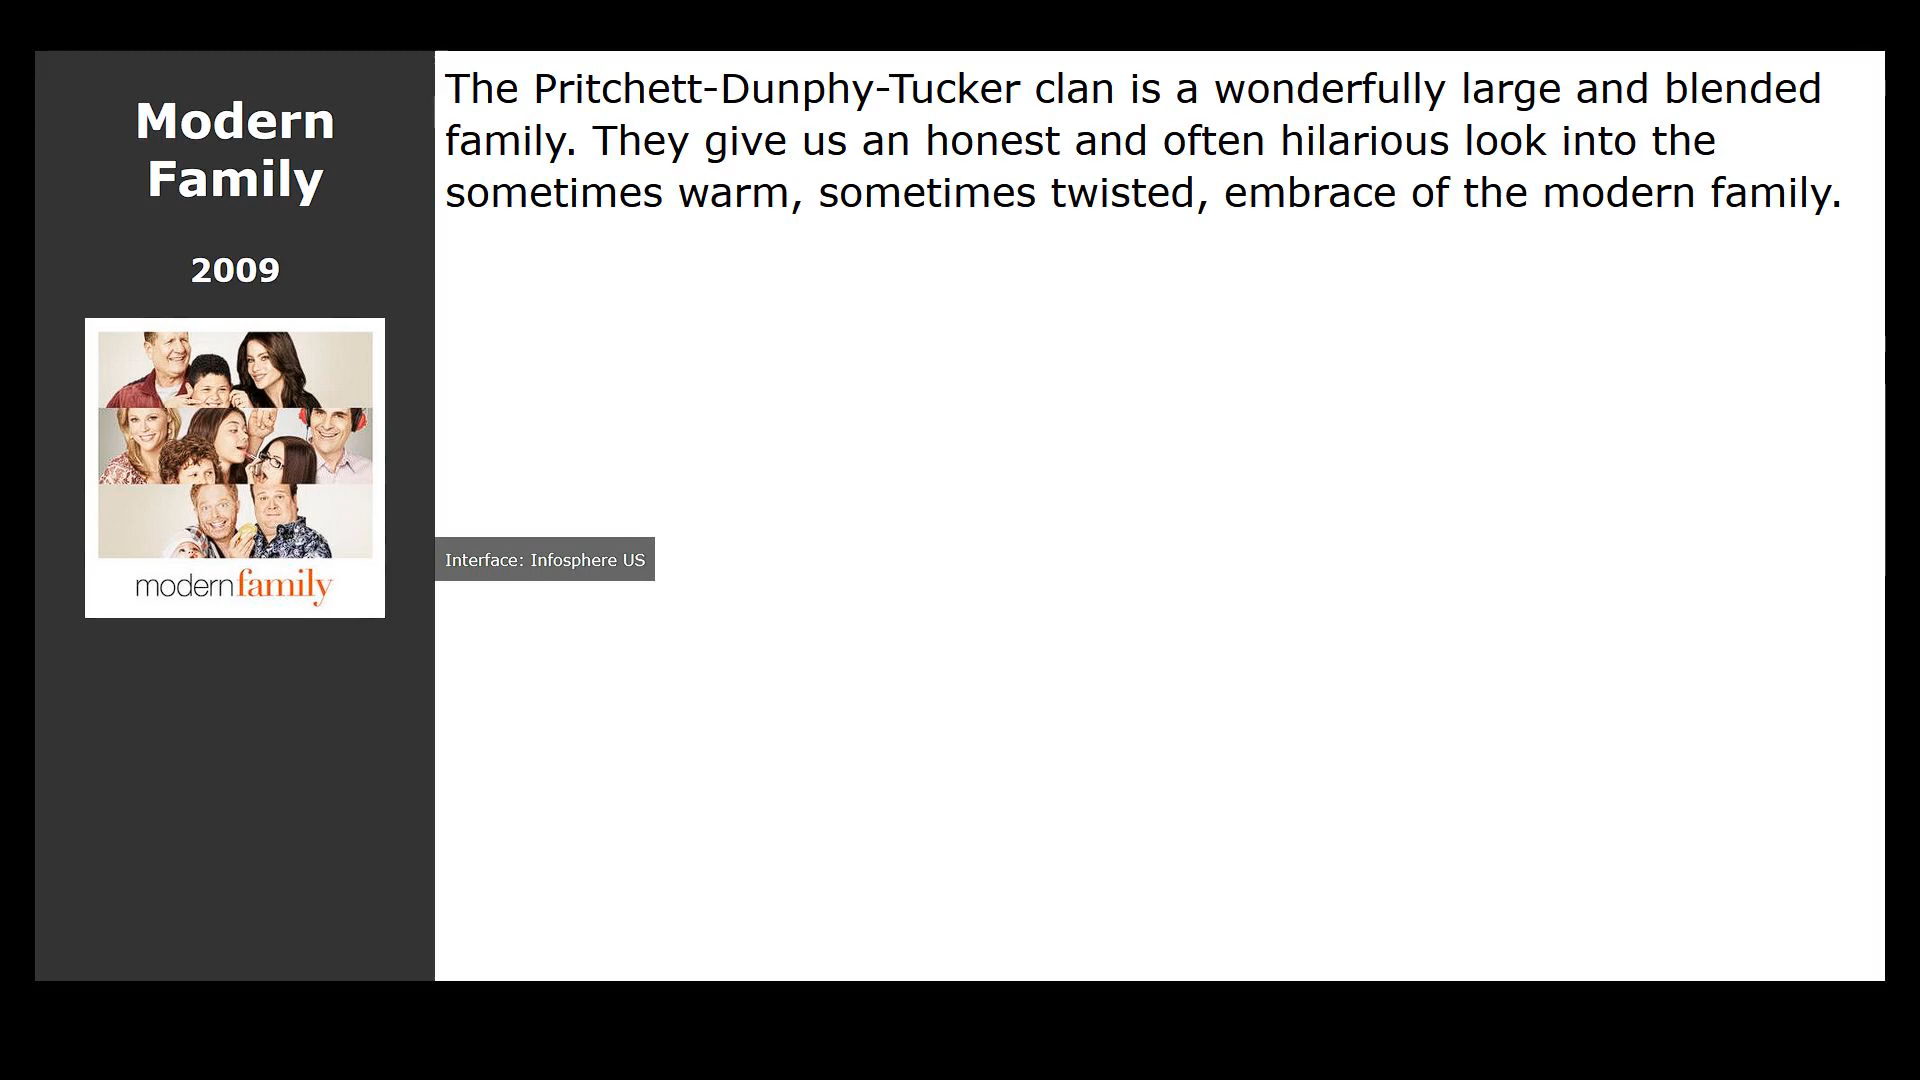 Modern
Family
2009
modernfamily
The Pritchett-Dunphy-Tucker clan is a wonderfully large and blended
family. They give us an honest and often hilarious look into the
sometimes warm, sometimes twisted, embrace of the modern family.
Interface: Infosphere US